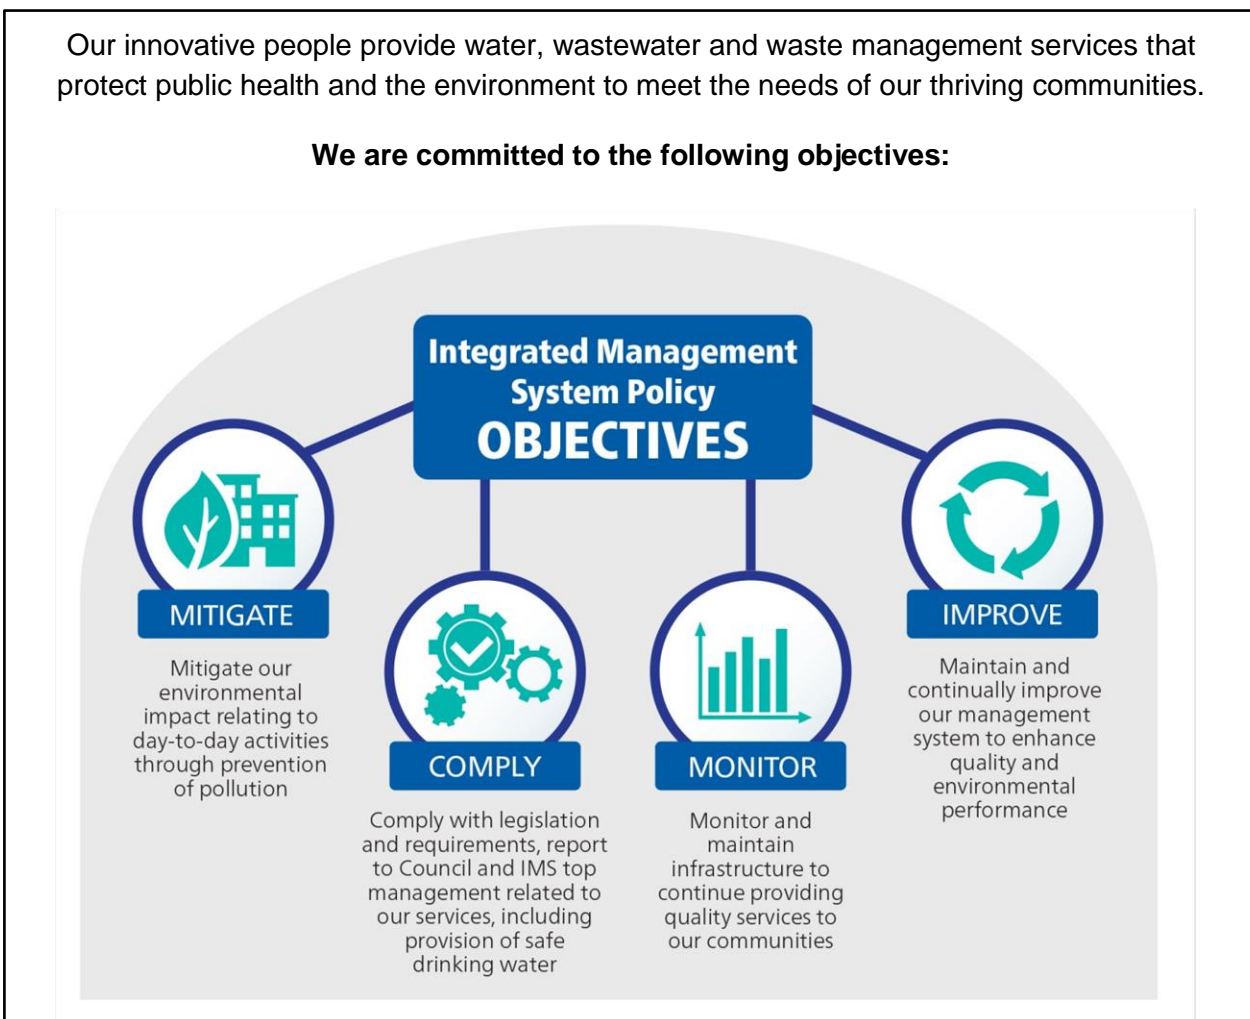 Our innovative people provide water, wastewater and waste management services that
protect public health and the environment to meet the needs of our thriving communities.
We are committed to the following objectives:
Integrated Management
System Policy
OBJECTIVES
MITIGATE
Mitigate our
environmental
impact relating to
day-to-day activities
through prevention
of pollution
COMPLY
Comply with legislation
and requirements, report
to Council and IMS top
management related to
our services, including
provision of safe
drinking water
MONITOR
Monitor and
maintain
infrastructure to
continue providing
quality services to
our communities
IMPROVE
Maintain and
continually improve
our management
system to enhance
quality and
environmental
performance